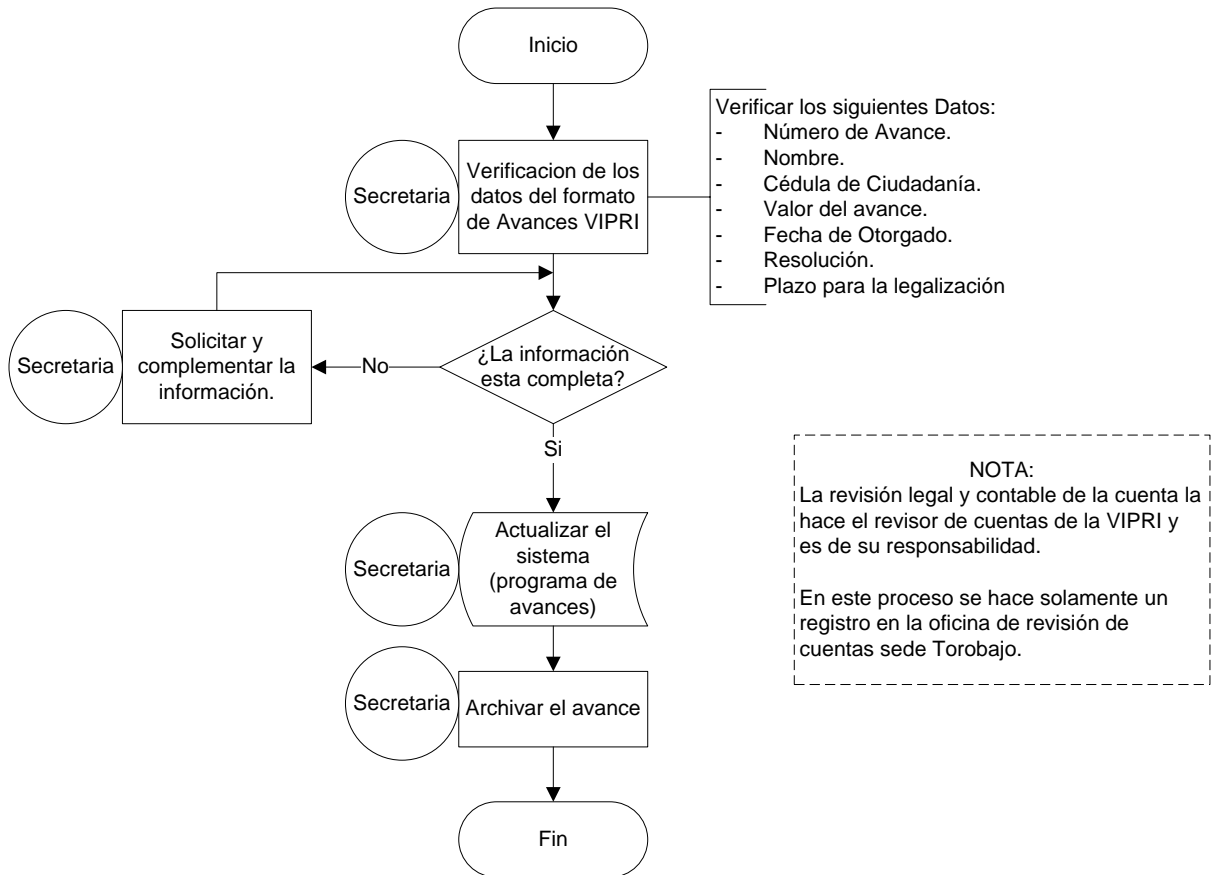 Inicio
Verificacion de los
datos del formato
de Avances VIPRI
Secretaria
Verificar los siguientes Datos:
- Número de Avance.
- Nombre.
- Cédula de Ciudadanía.
- Valor del avance.
- Fecha de Otorgado.
- Resolución.
- Plazo para la legalización
Secretaria
Solicitar y
complementar la
información.
No
¿La información
esta completa?
Si
NOTA:
La revisión legal y contable de la cuenta la
hace el revisor de cuentas de la VIPRI y
es de su responsabilidad.
En este proceso se hace solamente un
registro en la oficina de revisión de
cuentas sede Torobajo.
Secretaria
Actualizar el
sistema
(programa de
avances)
Secretaria
Archivar el avance
Fin